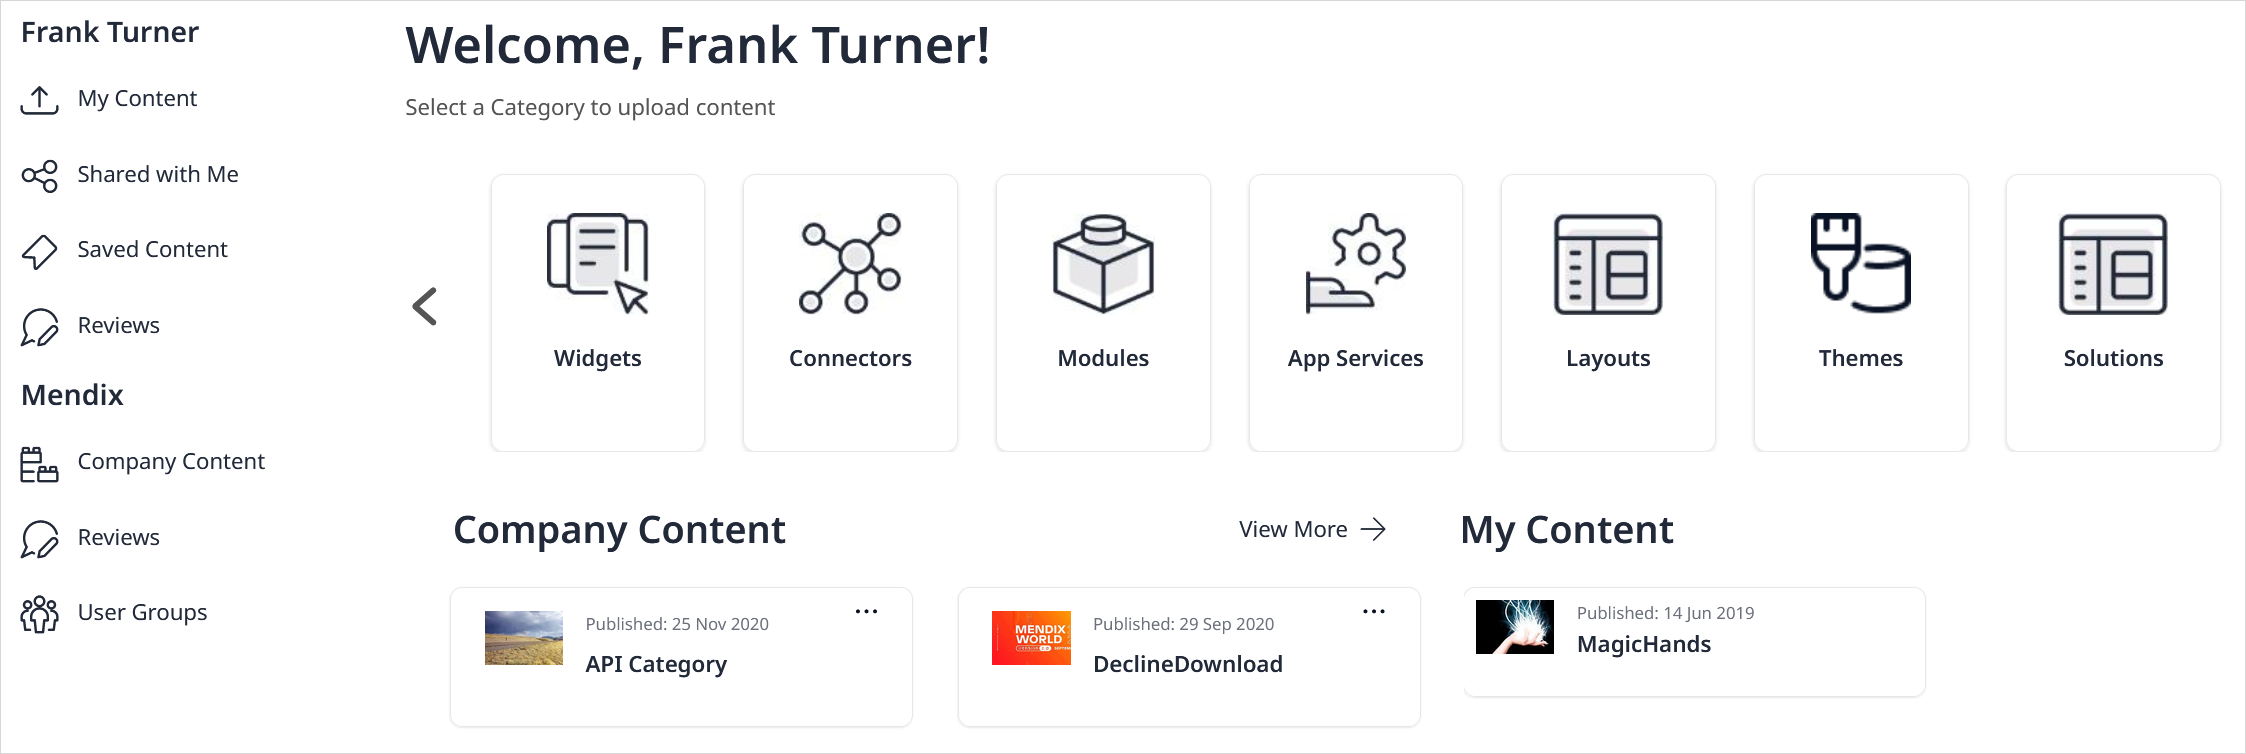 Frank Turner
My Content
Shared with Me
Saved Content
Reviews
Mendix
Company Content
Reviews
User Groups
Welcome, Frank Turner!
Select a Category to upload content
Widgets
Connectors
Modules
App Services
Layouts
Themes
Solutions
Company Content
View More
Published: 25 Nov 2020
API Category
MENDIX
WORLD
Published: 29 Sep 2020
DeclineDownload
My Content
Published: 14 Jun 2019
MagicHands